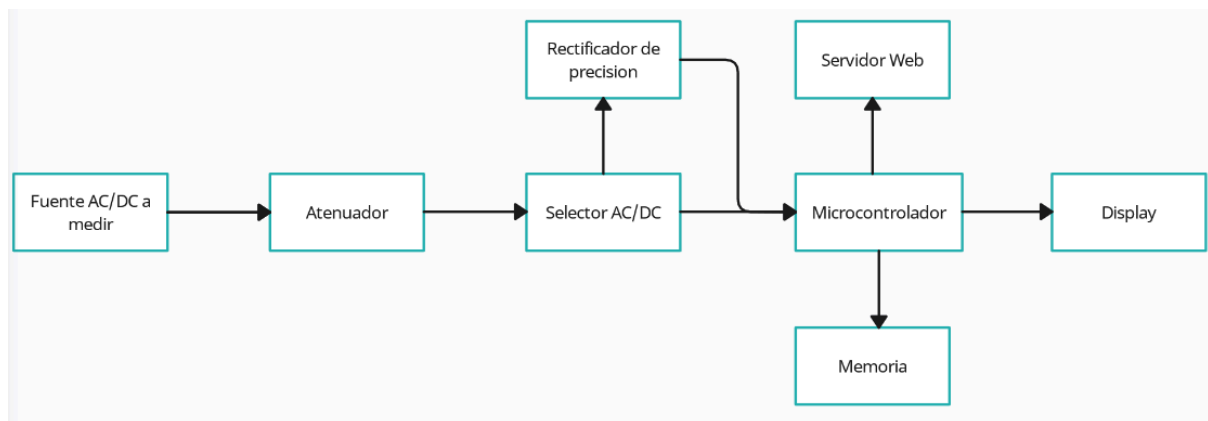 Rectificador de
precision
Servidor Web
Fuente AC/DC a
medir
Atenuador
Selector AC/DC
Microcontrolador
Display
Memoria